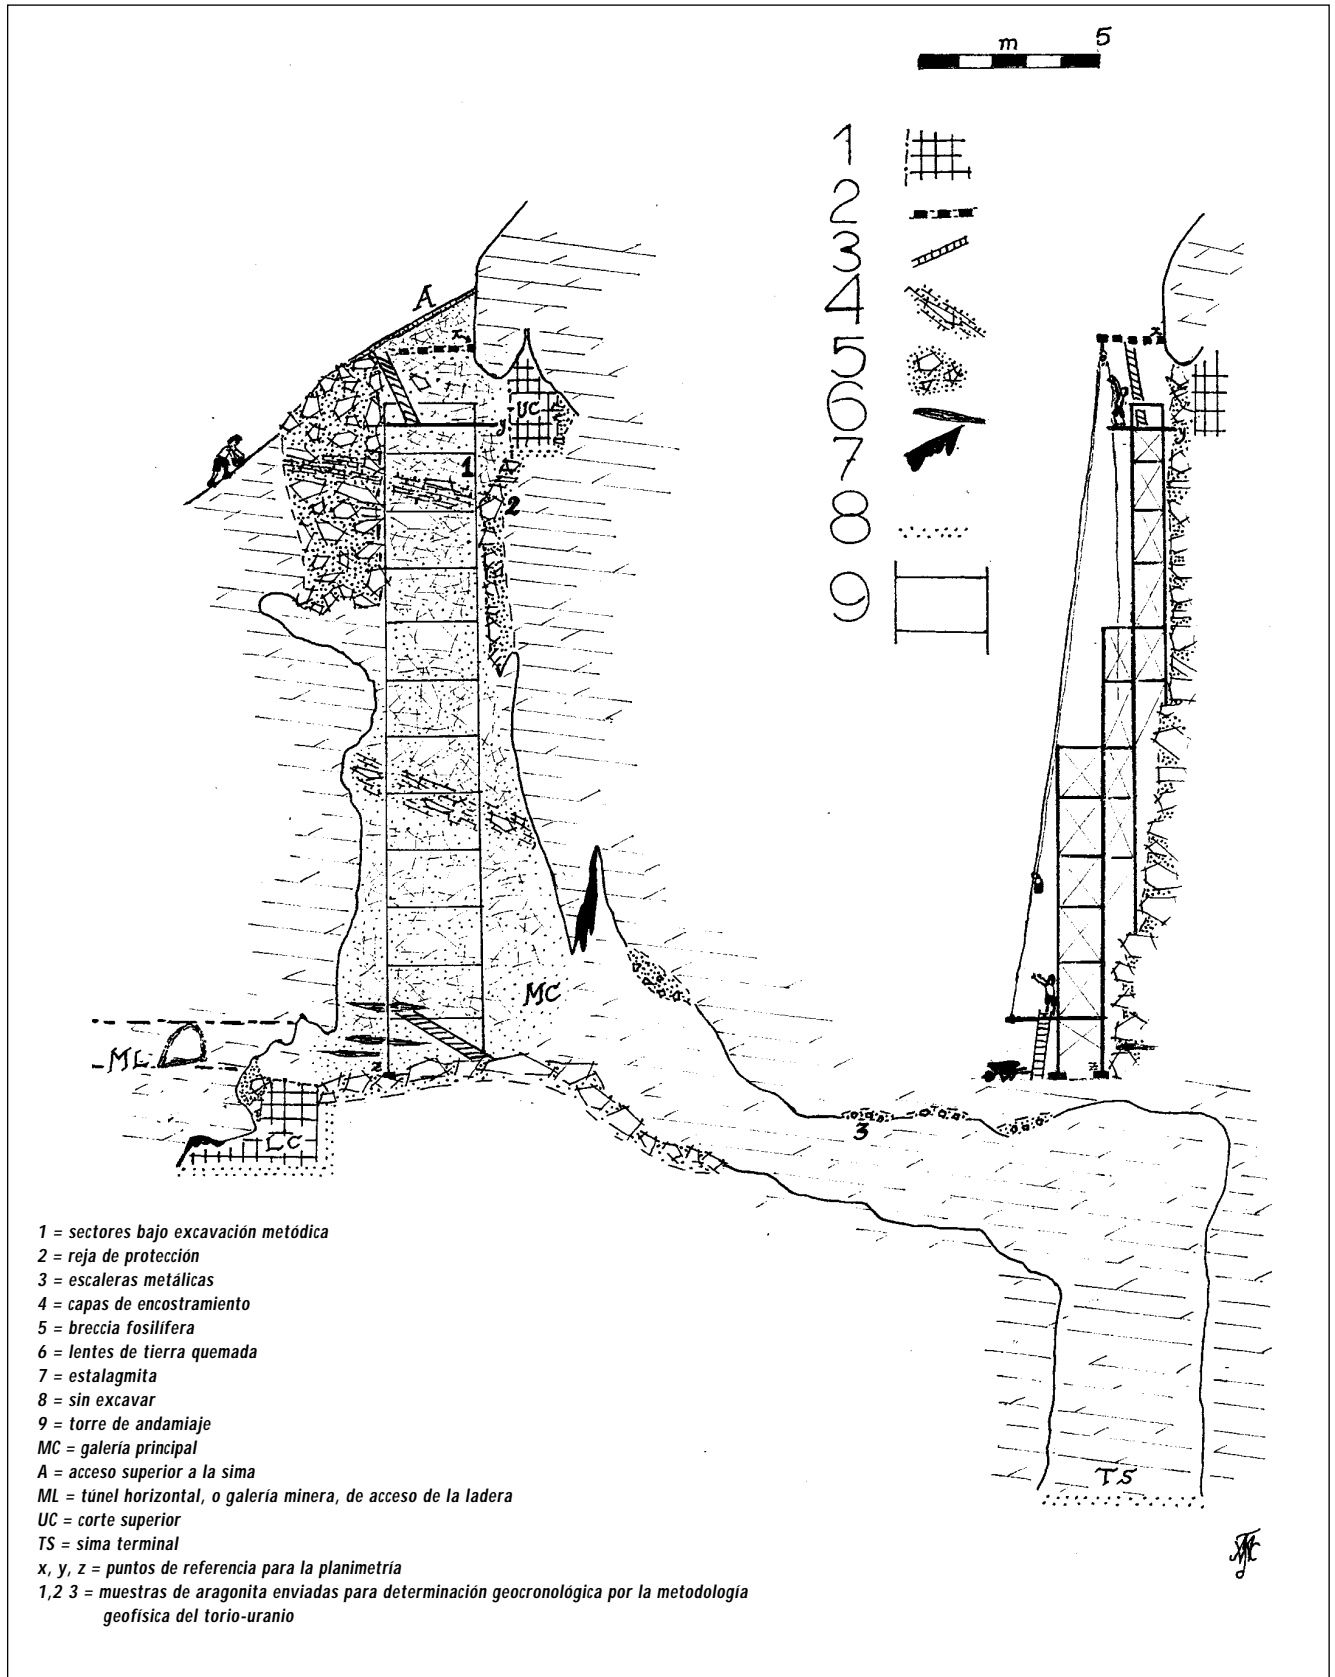 m 5
1
2
3
4
5
6
7
8
9
A
x
UC
y
1
2
MC
ML
z
LC
3
TS
x
y
z
1 = sectores bajo excavación metódica
2 = reja de protección
3 = escaleras metálicas
4 = capas de encostramiento
5 = breccia fosilífera
6 = lentes de tierra quemada
7 = estalagmita
8 = sin excavar
9 = torre de andamiaje
MC = galería principal
A = acceso superior a la sima
ML = túnel horizontal, o galería minera, de acceso de la ladera
UC = corte superior
TS = sima terminal
x, y, z = puntos de referencia para la planimetría
1,2 3 = muestras de aragonita enviadas para determinación geocronológica por la metodología
geofísica del torio-uranio